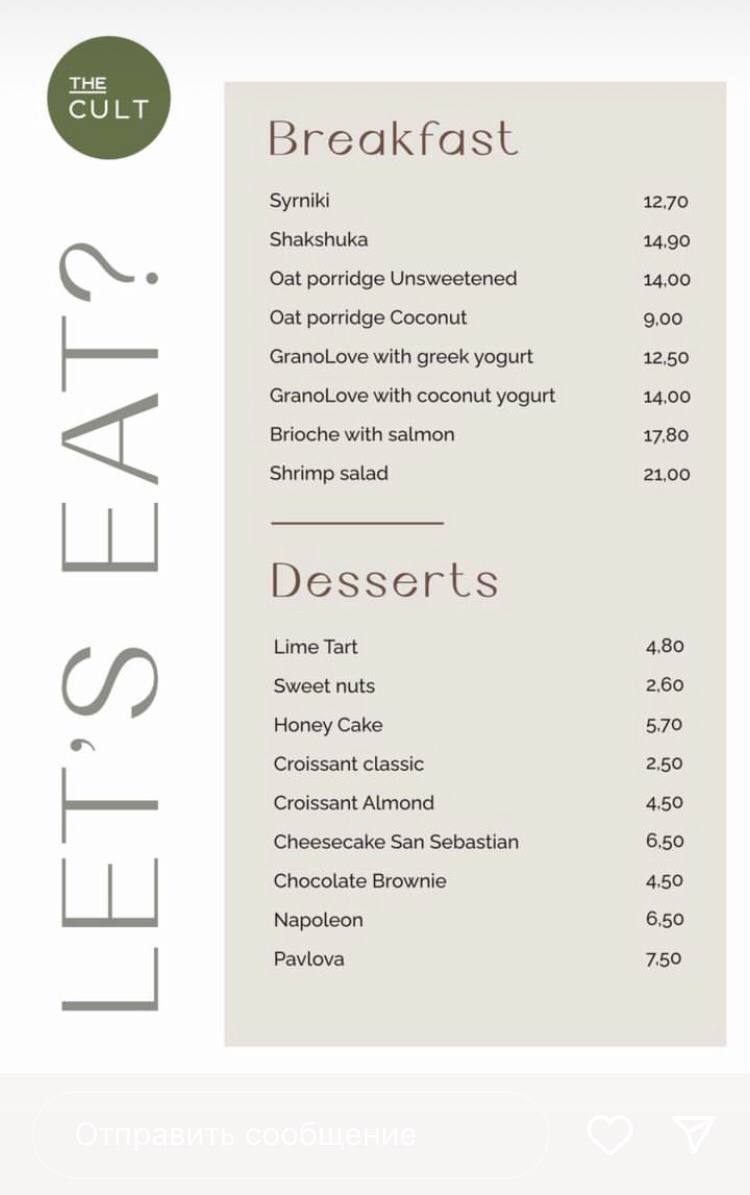 THE
CULT
LET'S EAT?
Breakfast
Syrniki 12,70
Shakshuka 14,90
Oat porridge Unsweetened 14,00
Oat porridge Coconut 9,00
GranoLove with greek yogurt 12,50
GranoLove with coconut yogurt 14,00
Brioche with salmon 17,80
Shrimp salad 21,00
Desserts
Lime Tart 4,80
Sweet nuts 2,60
Honey Cake 5,70
Croissant classic 2,50
Croissant Almond 4,50
Cheesecake San Sebastian 6,50
Chocolate Brownie 4,50
Napoleon 6,50
Pavlova 7,50
Отправить сообщение